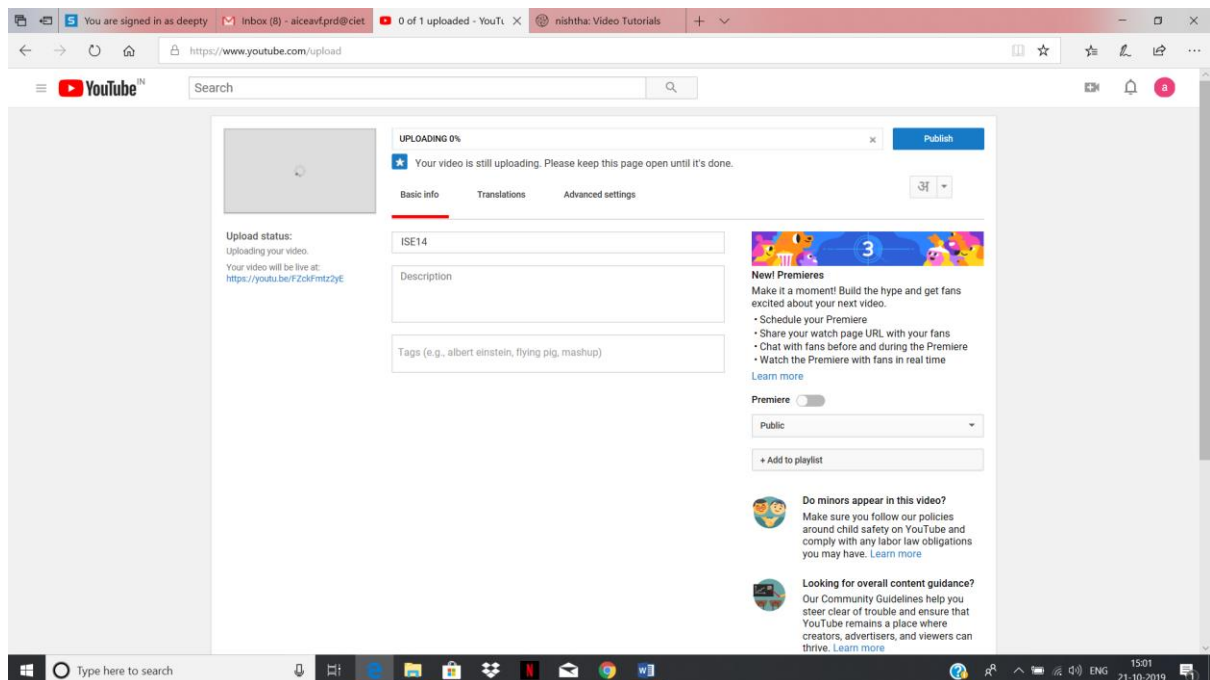 You are signed in as deepty
Inbox (8) - aiceavf.prd@ciet
0 of 1 uploaded - YouTu
nishtha: Video Tutorials
https://www.youtube.com/upload
YouTube IN
Search
a
UPLOADING 0%
Publish
Your video is still uploading. Please keep this page open until it's done.
Basic info
Translations
Advanced settings
अ
Upload status:
Uploading your video.
Your video will be live at:
https://youtu.be/FZckFmtz2yE
ISE14
Description
Tags (e.g., albert einstein, flying pig, mashup)
3
New! Premieres
Make it a moment! Build the hype and get fans
excited about your next video.
• Schedule your Premiere
• Share your watch page URL with your fans
• Chat with fans before and during the Premiere
• Watch the Premiere with fans in real time
Learn more
Premiere
Public
+ Add to playlist
Do minors appear in this video?
Make sure you follow our policies
around child safety on YouTube and
comply with any labor law obligations
you may have. Learn more
Looking for overall content guidance?
Our Community Guidelines help you
steer clear of trouble and ensure that
YouTube remains a place where
creators, advertisers, and viewers can
thrive. Learn more
Type here to search
ENG
15:01
21-10-2019